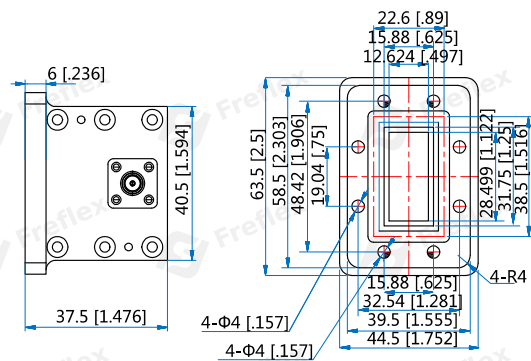 22.6 [.89]
15.88 [.625]
12.624 [.497]
6 [.236]
40.5 [1.594]
37.5 [1.476]
63.5 [2.5]
58.5 [2.303]
48.42 [1.906]
19.04 [.75]
28.499 [1.122]
31.75 [1.25]
38.5 [1.516]
4-R4
15.88 [.625]
32.54 [1.281]
39.5 [1.555]
44.5 [1.752]
4-Φ4 [.157]
4-Φ4 [.157]
Freflex
Freflex
Freflex
Freflex